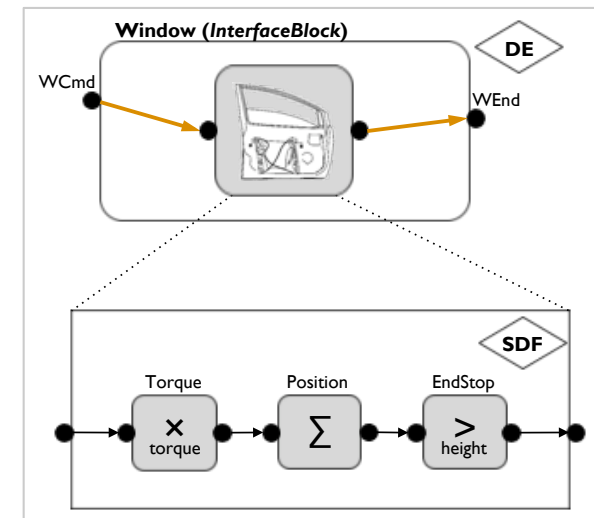 Window (InterfaceBlock)
DE
WCmd
WEnd
SDF
Torque Position EndStop
× Σ >
torque height